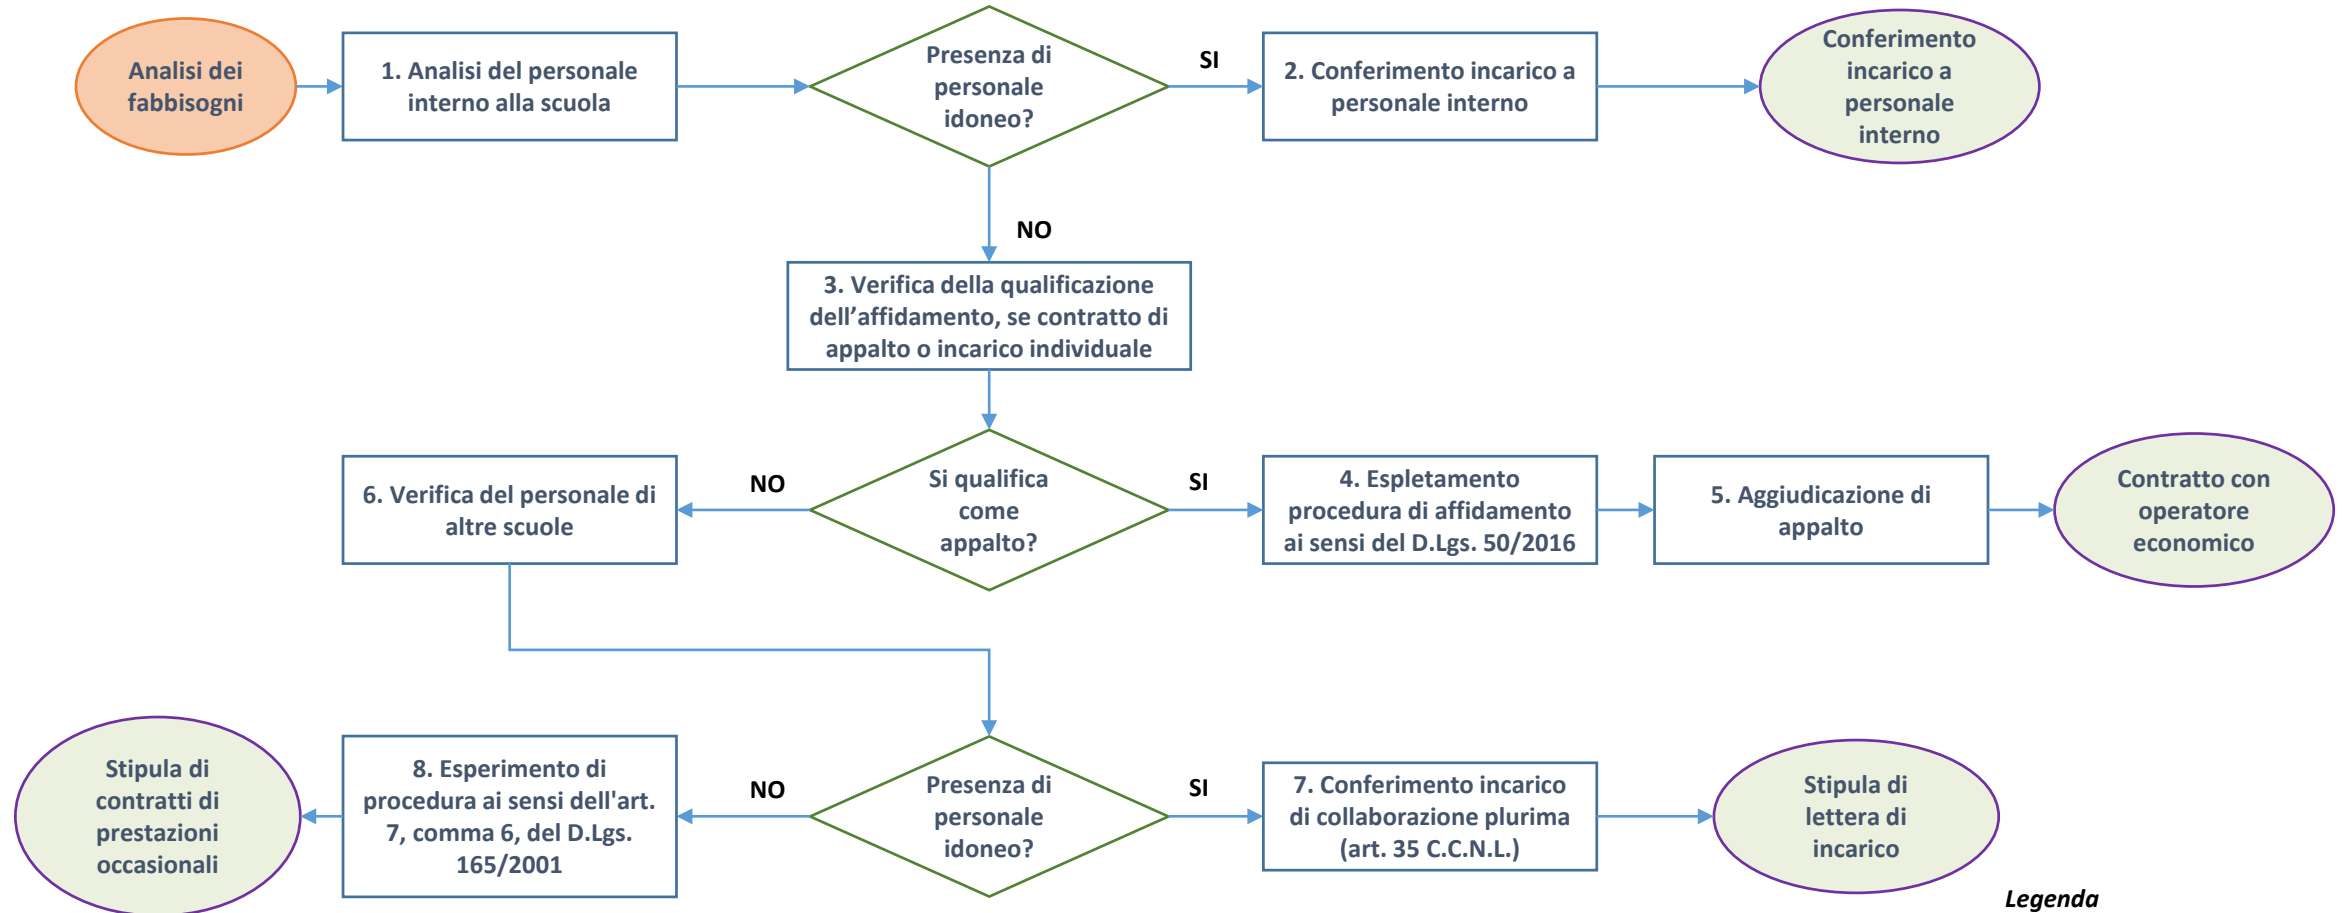 Analisi dei
fabbisogni
1. Analisi del personale
interno alla scuola
Presenza di
personale
idoneo?
SI
2. Conferimento incarico a
personale interno
Conferimento
incarico a
personale
interno
NO
3. Verifica della qualificazione
dell’affidamento, se contratto di
appalto o incarico individuale
6. Verifica del personale di
altre scuole
NO
Si qualifica
come
appalto?
SI
4. Espletamento
procedura di affidamento
ai sensi del D.Lgs. 50/2016
5. Aggiudicazione di
appalto
Contratto con
operatore
economico
Stipula di
contratti di
prestazioni
occasionali
8. Esperimento di
procedura ai sensi dell'art.
7, comma 6, del D.Lgs.
165/2001
NO
Presenza di
personale
idoneo?
SI
7. Conferimento incarico
di collaborazione plurima
(art. 35 C.C.N.L.)
Stipula di
lettera di
incarico
Legenda